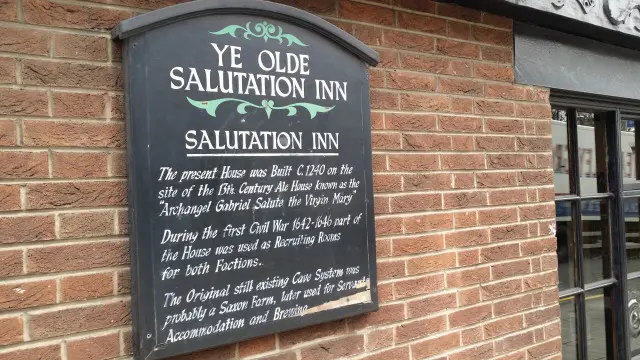 YE OLDE
SALUTATION INN
SALUTATION INN
The present House was Built C.1240 on the
site of the 13th. Century Ale House known as the
"Archangel Gabriel Salute the Virgin Mary"
During the first Civil War 1642-1646 part of
the House was used as Recruiting Rooms
for both Factions.
The Original still existing Cave System was
probably a Saxon Farm, later used for Servant
Accommodation and Brewing